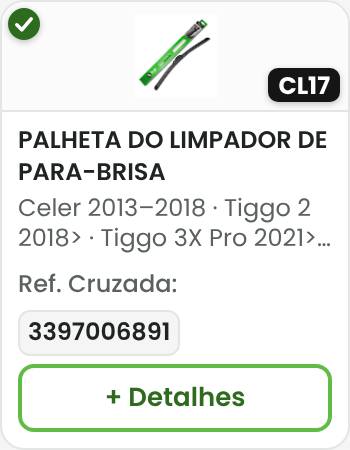 CL17
PALHETA DO LIMPADOR DE
PARA-BRISA
Celer 2013–2018 · Tiggo 2
2018> · Tiggo 3X Pro 2021>...
Ref. Cruzada:
3397006891
+ Detalhes